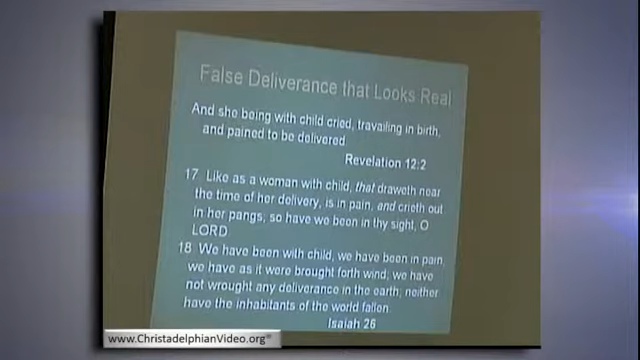 False Deliverance that Looks Real
And she being with child cried, travailing in birth,
and pained to be delivered
Revelation 12:2
17 Like as a woman with child, that draweth near
the time of her delivery, is in pain, and crieth out
in her pangs, so have we been in thy sight, O
LORD
18 We have been with child, we have been in pain,
we have as it were brought forth wind; we have
not wrought any deliverance in the earth; neither
have the inhabitants of the world fallen.
Isaiah 26
www.ChristadelphianVideo.org®